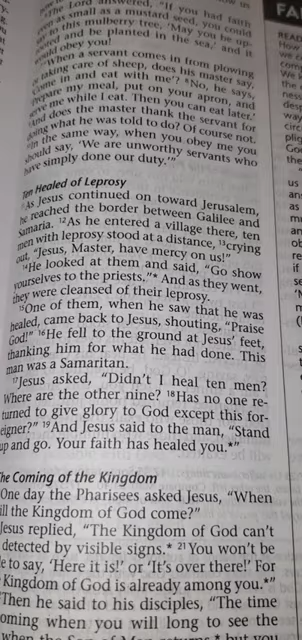 The Lord answered, "If you had faith
even as small as a mustard seed, you could
say to this mulberry tree, 'May you be up-
rooted and be planted in the sea,' and it
would obey you!
"When a servant comes in from plowing
or taking care of sheep, does his master say,
'Come in and eat with me'? 8No, he says,
'Prepare my meal, put on your apron, and
serve me while I eat. Then you can eat later.'
And does the master thank the servant for
doing what he was told to do? Of course not.
In the same way, when you obey me you
should say, 'We are unworthy servants who
have simply done our duty.'"
Ten Healed of Leprosy
As Jesus continued on toward Jerusalem,
he reached the border between Galilee and
Samaria. 12As he entered a village there, ten
men with leprosy stood at a distance, 13crying
out, "Jesus, Master, have mercy on us!"
14He looked at them and said, "Go show
yourselves to the priests."* And as they went,
they were cleansed of their leprosy.
15One of them, when he saw that he was
healed, came back to Jesus, shouting, "Praise
God!" 16He fell to the ground at Jesus' feet,
thanking him for what he had done. This
man was a Samaritan.
17Jesus asked, "Didn't I heal ten men?
Where are the other nine? 18Has no one re-
turned to give glory to God except this for-
eigner?" 19And Jesus said to the man, "Stand
up and go. Your faith has healed you.*"
The Coming of the Kingdom
One day the Pharisees asked Jesus, "When
will the Kingdom of God come?"
Jesus replied, "The Kingdom of God can't
detected by visible signs.* 21You won't be
to say, 'Here it is!' or 'It's over there!' For
Kingdom of God is already among you.*"
Then he said to his disciples, "The time
coming when you will long to see the
FA
READ